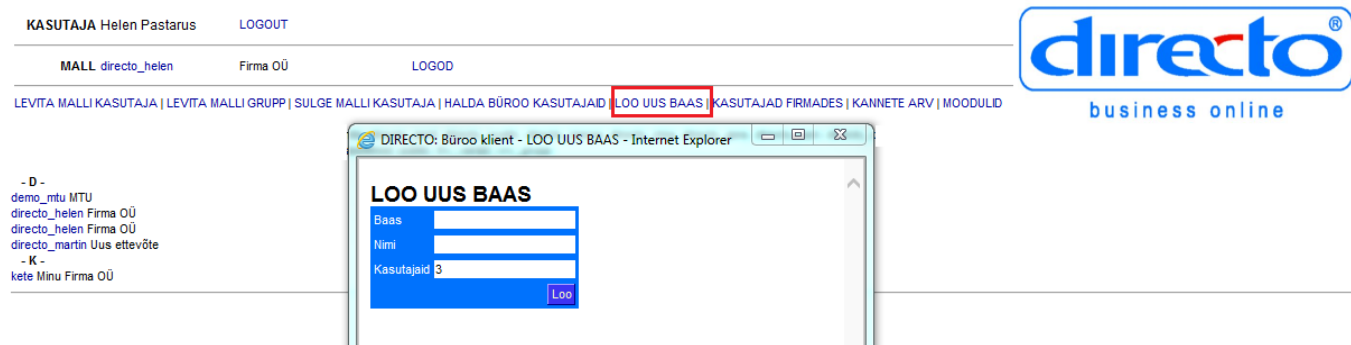 KASUTAJA Helen Pastarus LOGOUT
MALL directo_helen Firma OÜ LOGOD
directo®
business online
LEVITA MALLI KASUTAJA | LEVITA MALLI GRUPP | SULGE MALLI KASUTAJA | HALDA BÜROO KASUTAJAID | LOO UUS BAAS | KASUTAJAD FIRMADES | KANNETE ARV | MOODULID
DIRECTO: Büroo klient - LOO UUS BAAS - Internet Explorer
- D -
demo_mtu MTU
directo_helen Firma OÜ
directo_helen Firma OÜ
directo_martin Uus ettevõte
- K -
kete Minu Firma OÜ
LOO UUS BAAS
Baas
Nimi
Kasutajaid 3
Loo